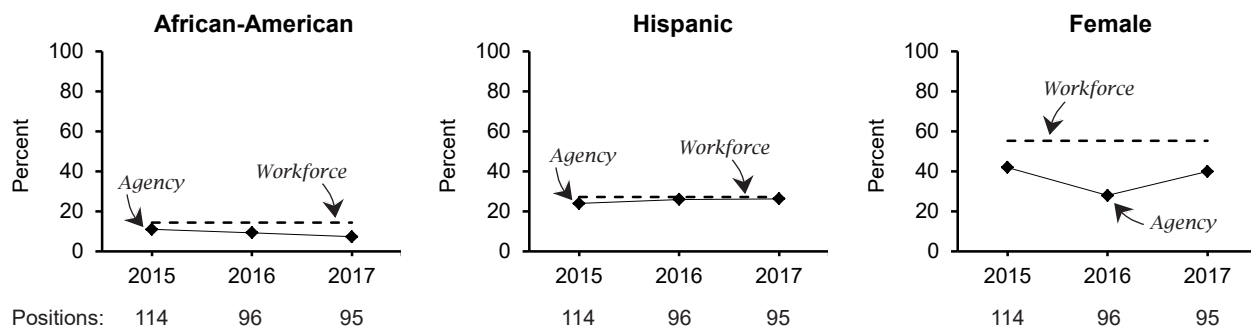 African-American
Percent
100
80
60
40
20
0
Agency
Workforce
2015 2016 2017
Positions: 114 96 95
Hispanic
Percent
100
80
60
40
20
0
Agency
Workforce
2015 2016 2017
114 96 95
Female
Percent
100
80
60
40
20
0
Workforce
Agency
2015 2016 2017
114 96 95